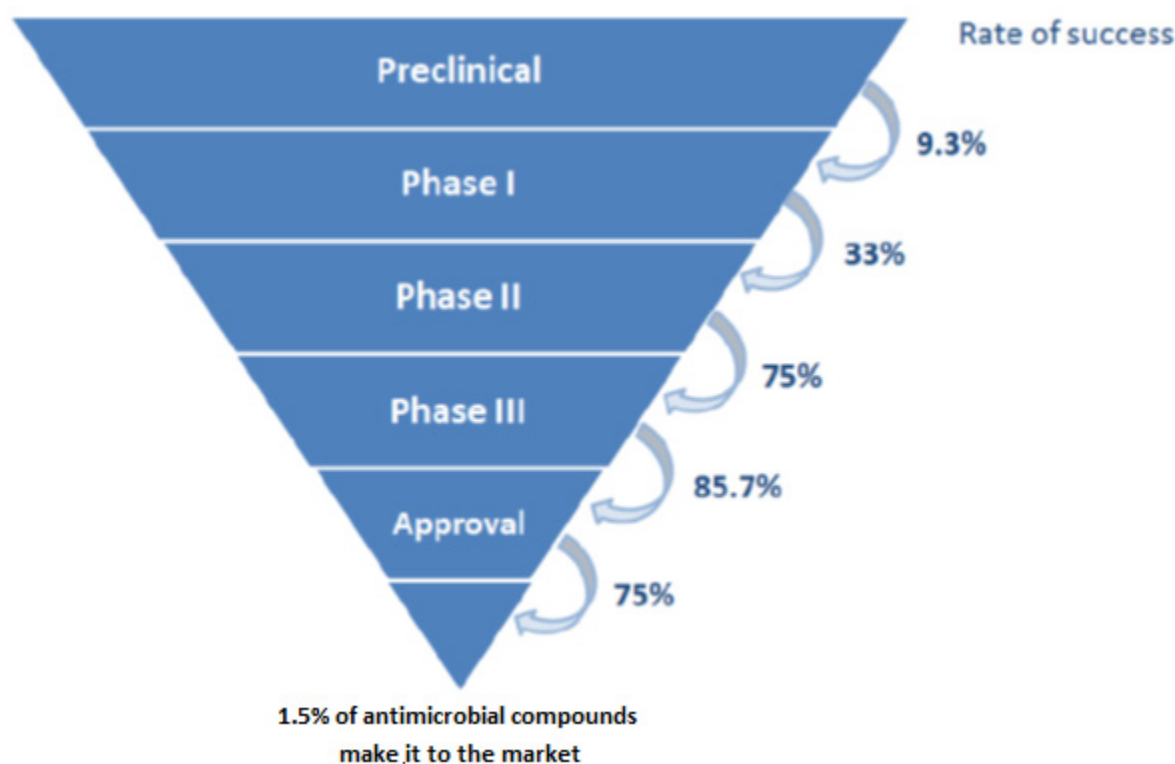 Rate of success
Preclinical
9.3%
Phase I
33%
Phase II
75%
Phase III
85.7%
Approval
75%
1.5% of antimicrobial compounds
make it to the market